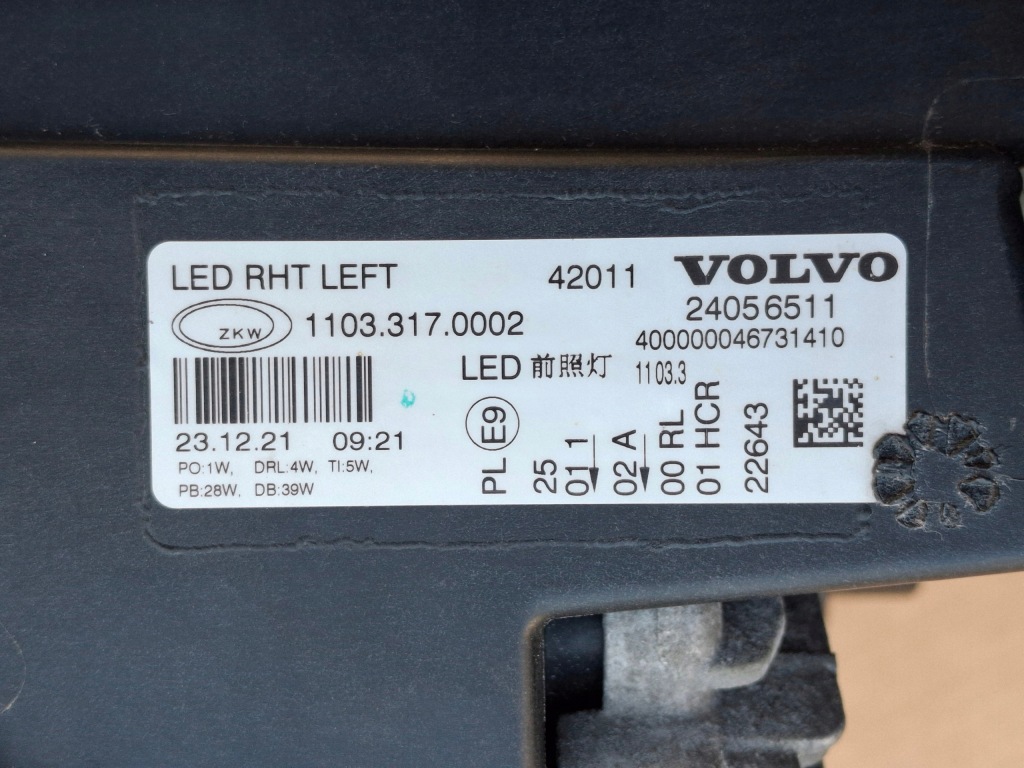 LED RHT LEFT 42011 VOLVO
24056511
ZKW 1103.317.0002
400000046731410
LED 前照灯 1103.3
23.12.21 09:21
PO:1W, DRL:4W, TI:5W,
PB:28W, DB:39W
E9
PL
25
01 1
02 A
00 RL
01 HCR
22643